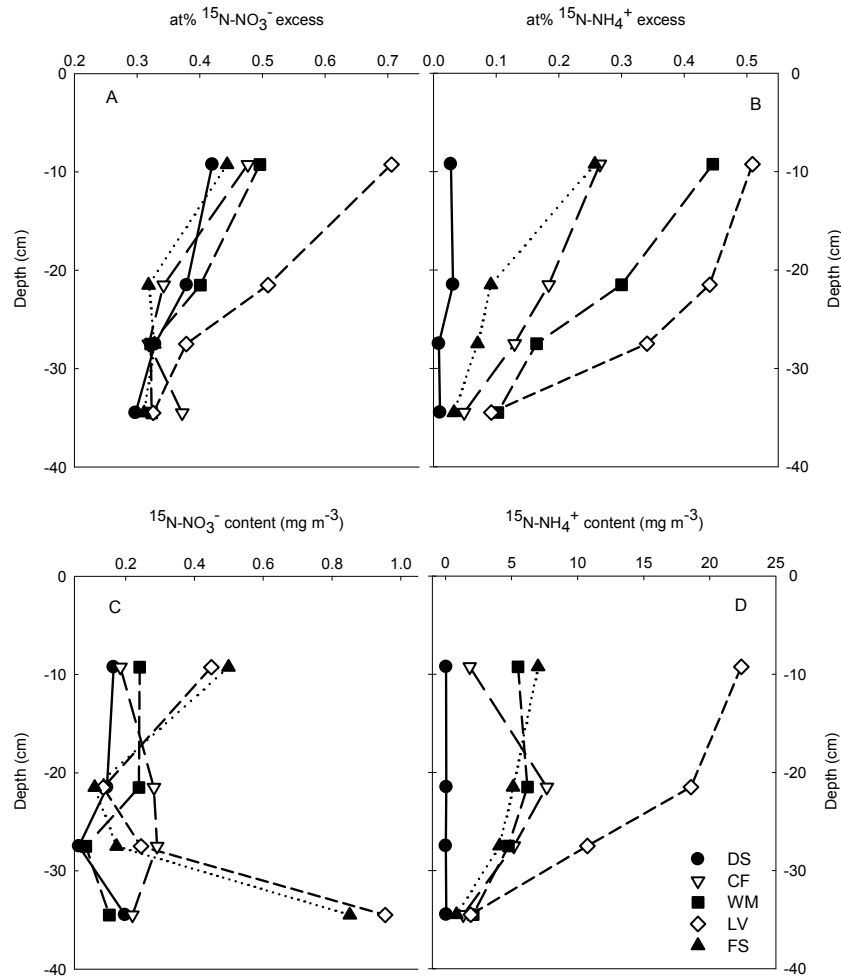 at% ¹⁵N-NO₃⁻ excess
at% ¹⁵N-NH₄⁺ excess
0.2 0.3 0.4 0.5 0.6 0.7
0.0 0.1 0.2 0.3 0.4 0.5
0 0
A B
-10 -10
-20 -20
-30 -30
-40 -40
Depth (cm)
Depth (cm)
¹⁵N-NO₃⁻ content (mg m⁻³)
¹⁵N-NH₄⁺ content (mg m⁻³)
0.2 0.4 0.6 0.8 1.0
0 5 10 15 20 25
0 0
C D
-10 -10
-20 -20
-30 -30
-40 -40
Depth (cm)
Depth (cm)
DS
CF
WM
LV
FS